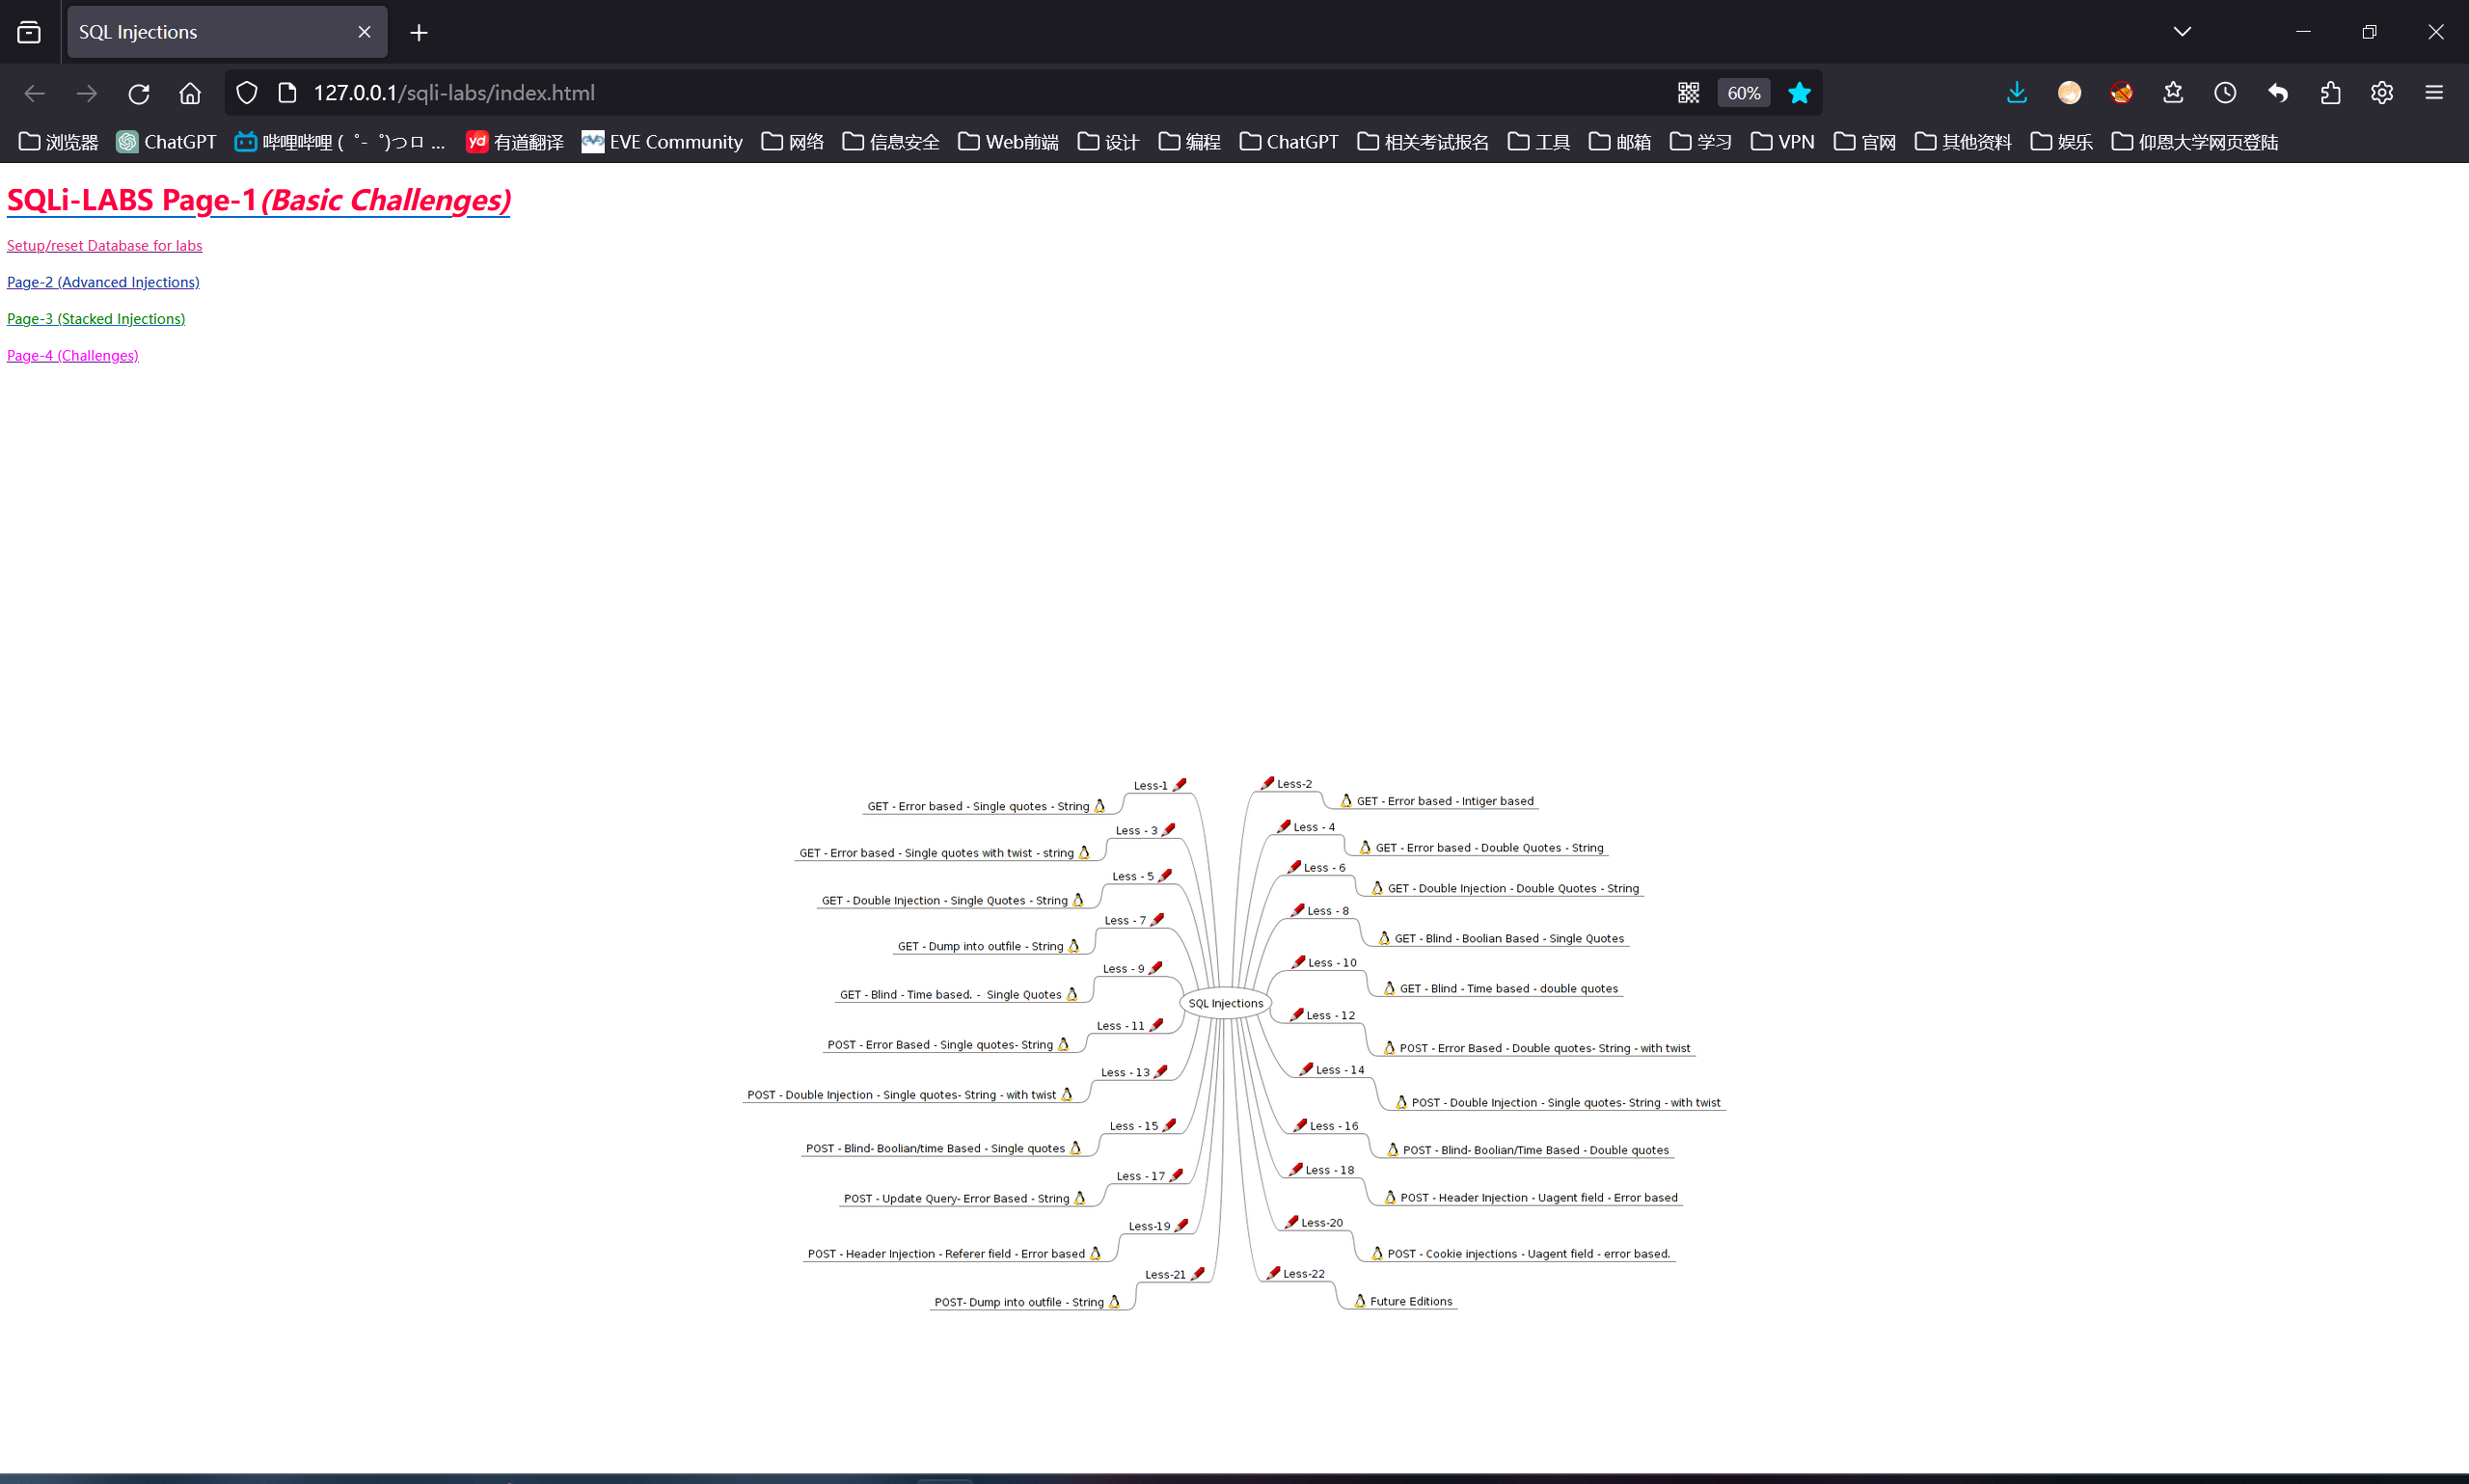 SQL Injections
127.0.0.1/sqli-labs/index.html
60%
浏览器 ChatGPT 哔哩哔哩 ( ゜- ゜)つロ ... 有道翻译 EVE Community 网络 信息安全 Web前端 设计 编程 ChatGPT 相关考试报名 工具 邮箱 学习 VPN 官网 其他资料 娱乐 仰恩大学网页登陆
SQLi-LABS Page-1(Basic Challenges)
Setup/reset Database for labs
Page-2 (Advanced Injections)
Page-3 (Stacked Injections)
Page-4 (Challenges)
Less-1
GET - Error based - Single quotes - String
Less - 3
GET - Error based - Single quotes with twist - string
Less - 5
GET - Double Injection - Single Quotes - String
Less - 7
GET - Dump into outfile - String
Less - 9
GET - Blind - Time based. - Single Quotes
Less - 11
POST - Error Based - Single quotes- String
Less - 13
POST - Double Injection - Single quotes- String - with twist
Less - 15
POST - Blind- Boolian/time Based - Single quotes
Less - 17
POST - Update Query- Error Based - String
Less-19
POST - Header Injection - Referer field - Error based
Less-21
POST- Dump into outfile - String
SQL Injections
Less-2
GET - Error based - Intiger based
Less - 4
GET - Error based - Double Quotes - String
Less - 6
GET - Double Injection - Double Quotes - String
Less - 8
GET - Blind - Boolian Based - Single Quotes
Less - 10
GET - Blind - Time based - double quotes
Less - 12
POST - Error Based - Double quotes- String - with twist
Less - 14
POST - Double Injection - Single quotes- String - with twist
Less - 16
POST - Blind- Boolian/Time Based - Double quotes
Less - 18
POST - Header Injection - Uagent field - Error based
Less-20
POST - Cookie injections - Uagent field - error based.
Less-22
Future Editions